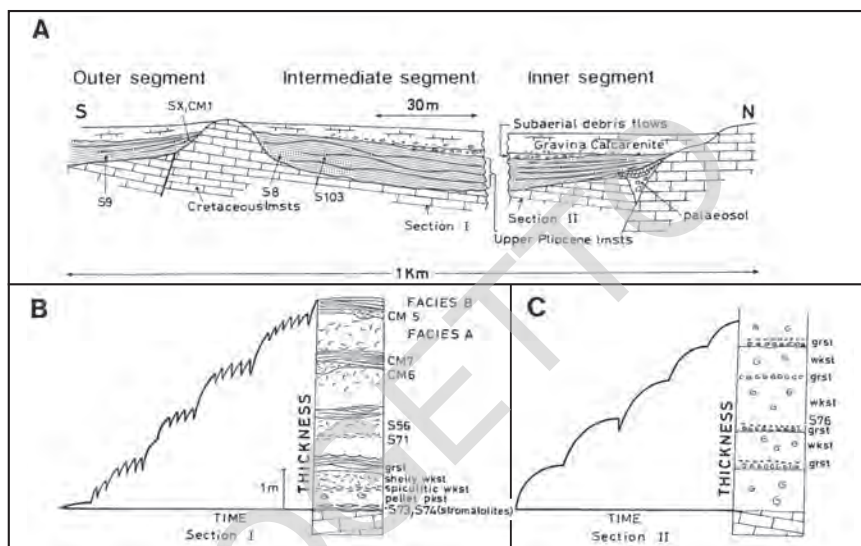 A
Outer segment Intermediate segment Inner segment
S 30m N
SX,CM1
Subaerial debris flows
Gravina Calcarenite"
S9
S8
S103
Cretaceous lmsts
Section I
Section II
palaeosol
Upper Pliocene lmsts
1Km
B
FACIES B
CM 5
FACIES A
CM7
CM6
S56
S71
grst
shelly wkst
spiculitic wkst
pellet pkst
S73,S74(stromatolites)
THICKNESS
1m
TIME
Section I
C
grst
wkst
grst
wkst
S76
grst
wkst
grst
THICKNESS
TIME
Section II